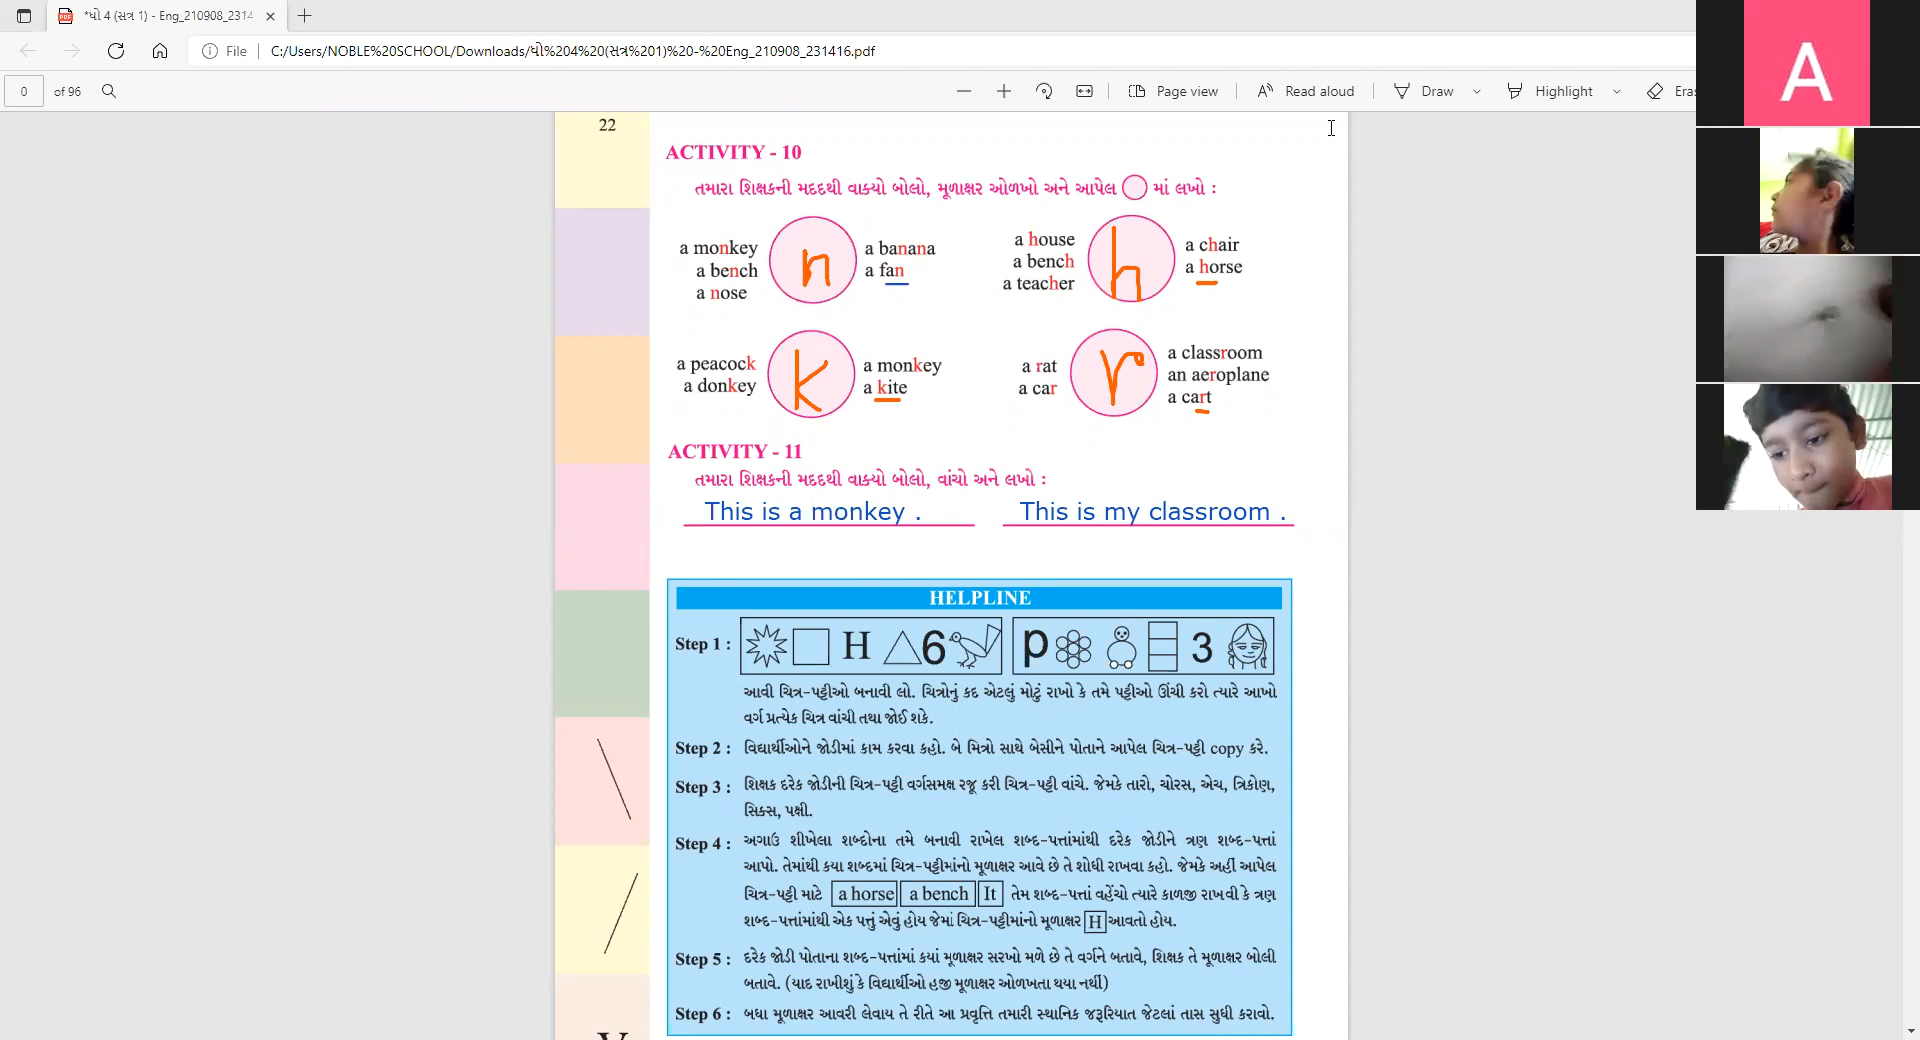 *ધો 4 (સત્ર 1) - Eng_210908_2314
File C:/Users/NOBLE%20SCHOOL/Downloads/ધો%204%20(સત્ર%201)%20-%20Eng_210908_231416.pdf
0 of 96 Page view Read aloud Draw Highlight Eras
A
22
ACTIVITY - 10
તમારા શિક્ષકની મદદથી વાક્યો બોલો, મૂળાક્ષર ઓળખો અને આપેલ માં લખો :
a monkey
a bench
a nose
n
a banana
a fan
a house
a bench
a teacher
h
a chair
a horse
a peacock
a donkey
k
a monkey
a kite
a rat
a car
r
a classroom
an aeroplane
a cart
ACTIVITY - 11
તમારા શિક્ષકની મદદથી વાક્યો બોલો, વાંચો અને લખો :
This is a monkey . This is my classroom .
HELPLINE
Step 1 : H 6 p 3
આવી ચિત્ર-પટ્ટીઓ બનાવી લો. ચિત્રોનું કદ એટલું મોટું રાખો કે તમે પટ્ટીઓ ઊંચી કરો ત્યારે આખો
વર્ગ પ્રત્યેક ચિત્ર વાંચી તથા જોઈ શકે.
Step 2 : વિદ્યાર્થીઓને જોડીમાં કામ કરવા કહો. બે મિત્રો સાથે બેસીને પોતાને આપેલ ચિત્ર-પટ્ટી copy કરે.
Step 3 : શિક્ષક દરેક જોડીની ચિત્ર-પટ્ટી વર્ગસમક્ષ રજૂ કરી ચિત્ર-પટ્ટી વાંચે. જેમકે તારો, ચોરસ, એચ, ત્રિકોણ,
સિક્સ, પક્ષી.
Step 4 : અગાઉ શીખેલા શબ્દોના તમે બનાવી રાખેલ શબ્દ-પત્તાંમાંથી દરેક જોડીને ત્રણ શબ્દ-પત્તાં
આપો. તેમાંથી કયા શબ્દમાં ચિત્ર-પટ્ટીમાંનો મૂળાક્ષર આવે છે તે શોધી રાખવા કહો. જેમકે અહીં આપેલ
ચિત્ર-પટ્ટી માટે a horse a bench It તેમ શબ્દ-પત્તાં વહેંચો ત્યારે કાળજી રાખવી કે ત્રણ
શબ્દ-પત્તાંમાંથી એક પત્તું એવું હોય જેમાં ચિત્ર-પટ્ટીમાંનો મૂળાક્ષર H આવતો હોય.
Step 5 : દરેક જોડી પોતાના શબ્દ-પત્તાંમાં કયાં મૂળાક્ષર સરખો મળે છે તે વર્ગને બતાવે, શિક્ષક તે મૂળાક્ષર બોલી
બતાવે. (યાદ રાખીશું કે વિદ્યાર્થીઓ હજી મૂળાક્ષર ઓળખતા થયા નથી)
Step 6 : બધા મૂળાક્ષર આવરી લેવાય તે રીતે આ પ્રવૃત્તિ તમારી સ્થાનિક જરૂરિયાત જેટલાં તાસ સુધી કરાવો.